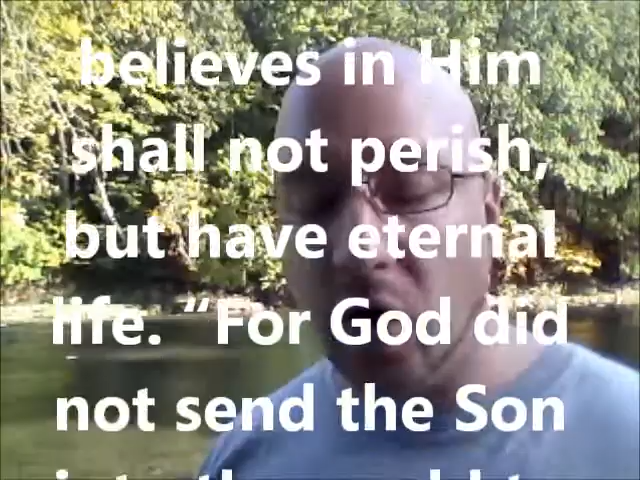 believes in Him
shall not perish,
but have eternal
life. “For God did
not send the Son